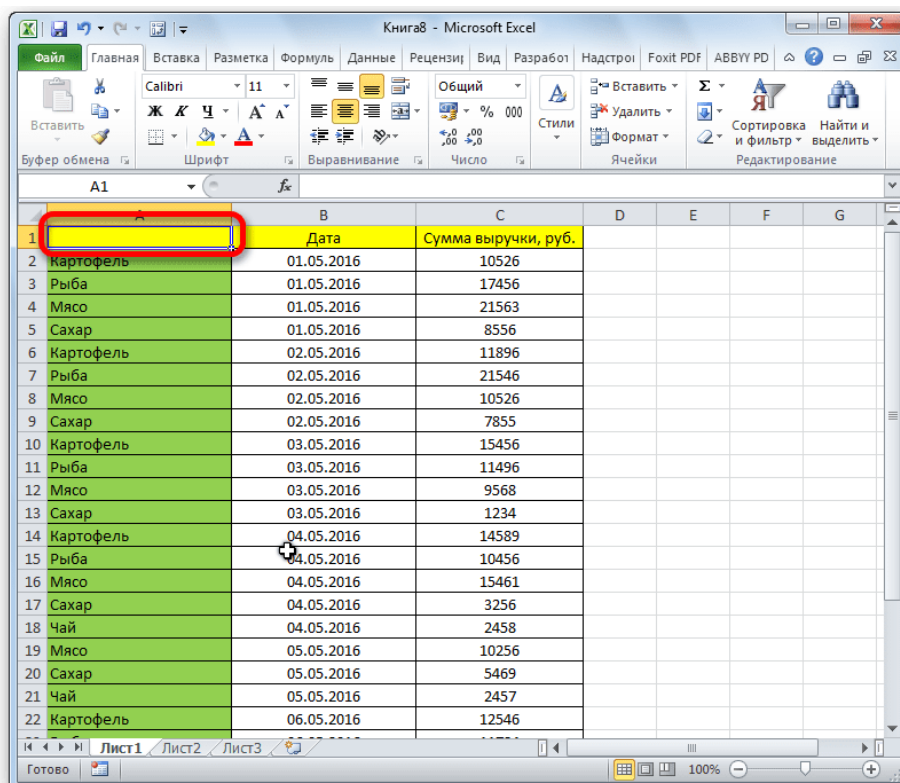 Книга8 - Microsoft Excel
Файл Главная Вставка Разметка Формуль Данные Рецензиг Вид Разработ Надстрої Foxit PDF ABBYY PD
Calibri 11 Общий Вставить Σ
Ж К Ч A A % 000 Удалить
Вставить А Стили Формат Сортировка и фильтр Найти и выделить
Буфер обмена Шрифт Выравнивание Число Ячейки Редактирование
A1 fx
A B C D E F G
1 Дата Сумма выручки, руб.
2 Картофель 01.05.2016 10526
3 Рыба 01.05.2016 17456
4 Мясо 01.05.2016 21563
5 Сахар 01.05.2016 8556
6 Картофель 02.05.2016 11896
7 Рыба 02.05.2016 21546
8 Мясо 02.05.2016 10526
9 Сахар 02.05.2016 7855
10 Картофель 03.05.2016 15456
11 Рыба 03.05.2016 11496
12 Мясо 03.05.2016 9568
13 Сахар 03.05.2016 1234
14 Картофель 04.05.2016 14589
15 Рыба 04.05.2016 10456
16 Мясо 04.05.2016 15461
17 Сахар 04.05.2016 3256
18 Чай 04.05.2016 2458
19 Мясо 05.05.2016 10256
20 Сахар 05.05.2016 5469
21 Чай 05.05.2016 2457
22 Картофель 06.05.2016 12546
Лист1 Лист2 Лист3
Готово 100%